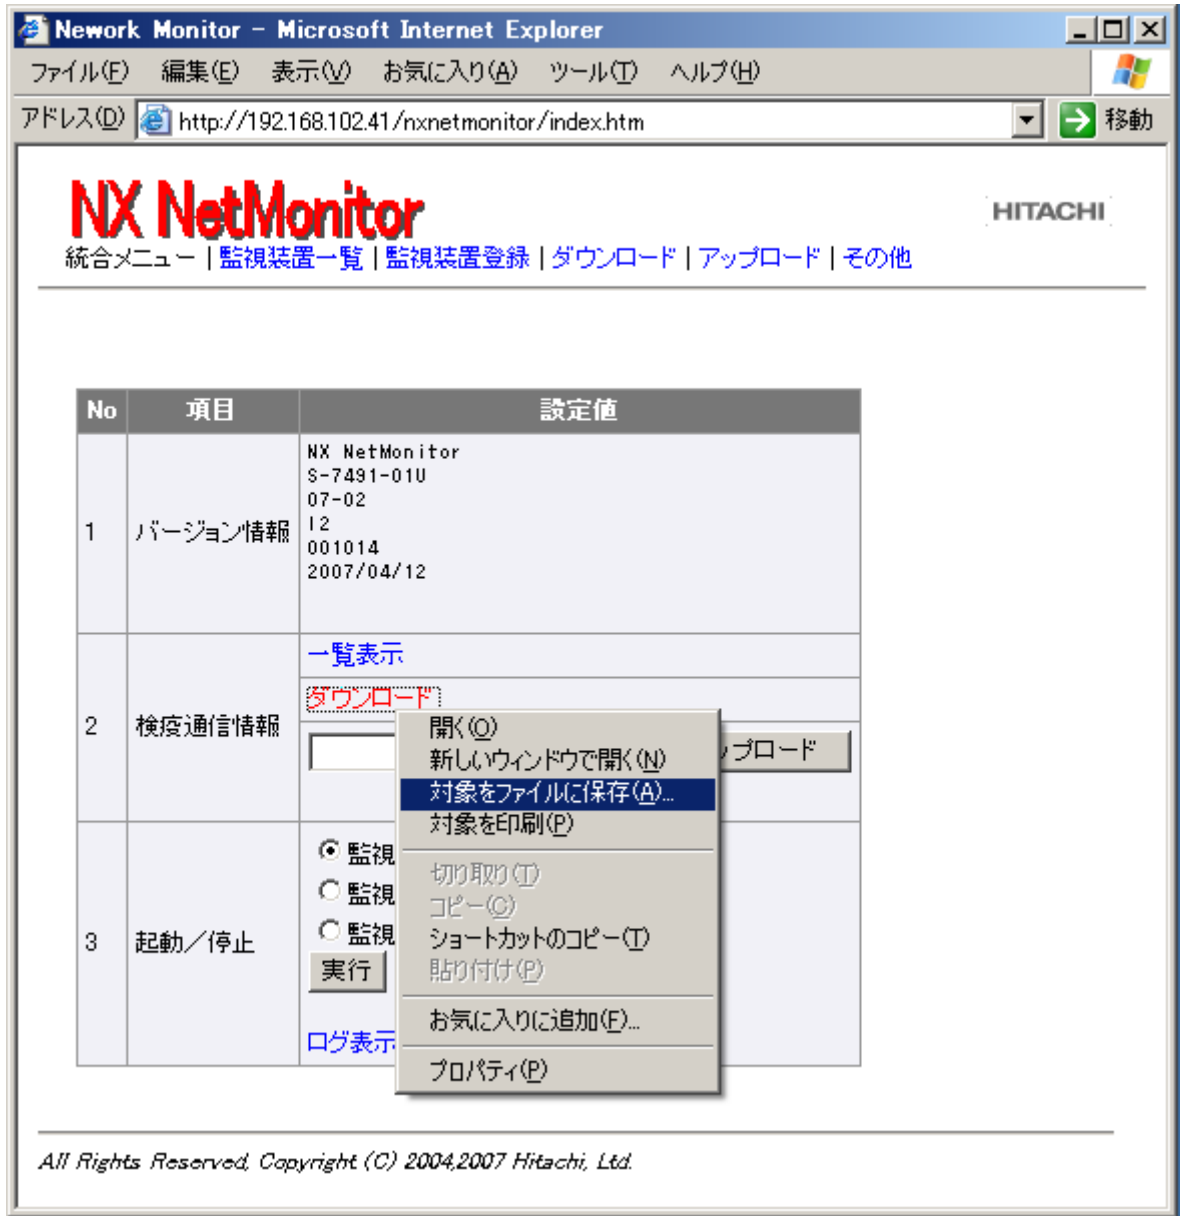 Nework Monitor - Microsoft Internet Explorer
ファイル(F) 編集(E) 表示(V) お気に入り(A) ツール(T) ヘルプ(H)
アドレス(D) http://192.168.102.41/nxnetmonitor/index.htm 移動
NX NetMonitor
HITACHI
統合メニュー | 監視装置一覧 | 監視装置登録 | ダウンロード | アップロード | その他
No 項目 設定値
1 バージョン情報
NX NetMonitor
S-7491-01U
07-02
I2
001014
2007/04/12
2 検疫通信情報
一覧表示
ダウンロード
ップロード
3 起動／停止
監視
監視
監視
実行
ログ表示
開く(O)
新しいウィンドウで開く(N)
対象をファイルに保存(A)...
対象を印刷(P)
切り取り(T)
コピー(C)
ショートカットのコピー(T)
貼り付け(P)
お気に入りに追加(F)...
プロパティ(P)
All Rights Reserved, Copyright (C) 2004,2007 Hitachi, Ltd.